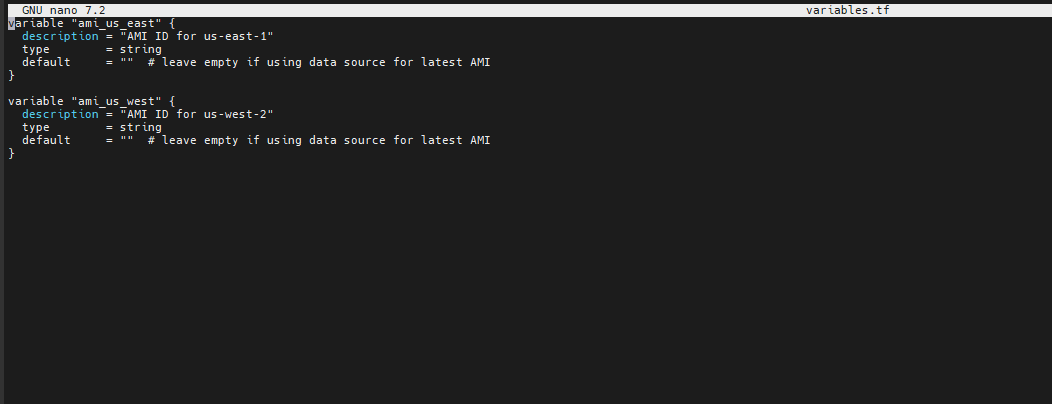 GNU nano 7.2 variables.tf
variable "ami_us_east" {
  description = "AMI ID for us-east-1"
  type        = string
  default     = ""  # leave empty if using data source for latest AMI
}

variable "ami_us_west" {
  description = "AMI ID for us-west-2"
  type        = string
  default     = ""  # leave empty if using data source for latest AMI
}